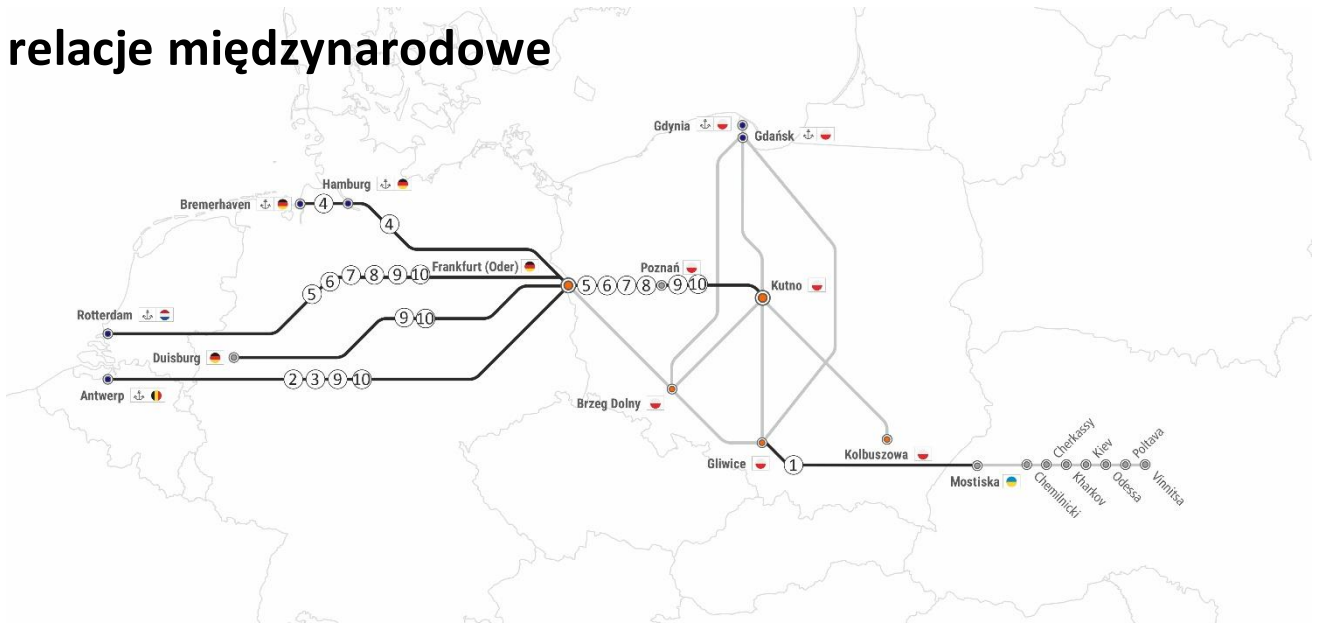 relacje międzynarodowe
Gdynia
Gdańsk
Hamburg
Bremerhaven
4
4
Frankfurt (Oder)
Poznań
5 6 7 8 9 10
5 6 7 8 9 10
Kutno
Rotterdam
9 10
Duisburg
2 3 9 10
Antwerp
Brzeg Dolny
Gliwice
1
Kolbuszowa
Mostiska
Chemilnicki
Cherkassy
Kharkov
Kiev
Odessa
Poltava
Vinnitsa